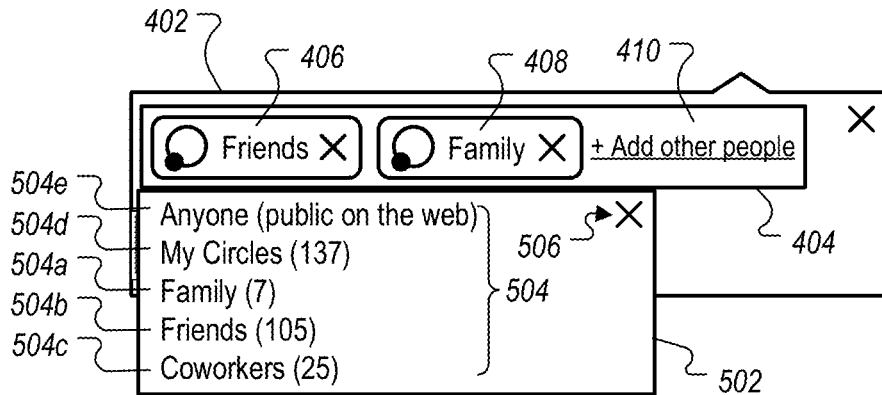 402
406
408
410
Friends X Family X + Add other people X
504e Anyone (public on the web) 506 X 404
504d My Circles (137)
504a Family (7) 504
504b Friends (105)
504c Coworkers (25) 502